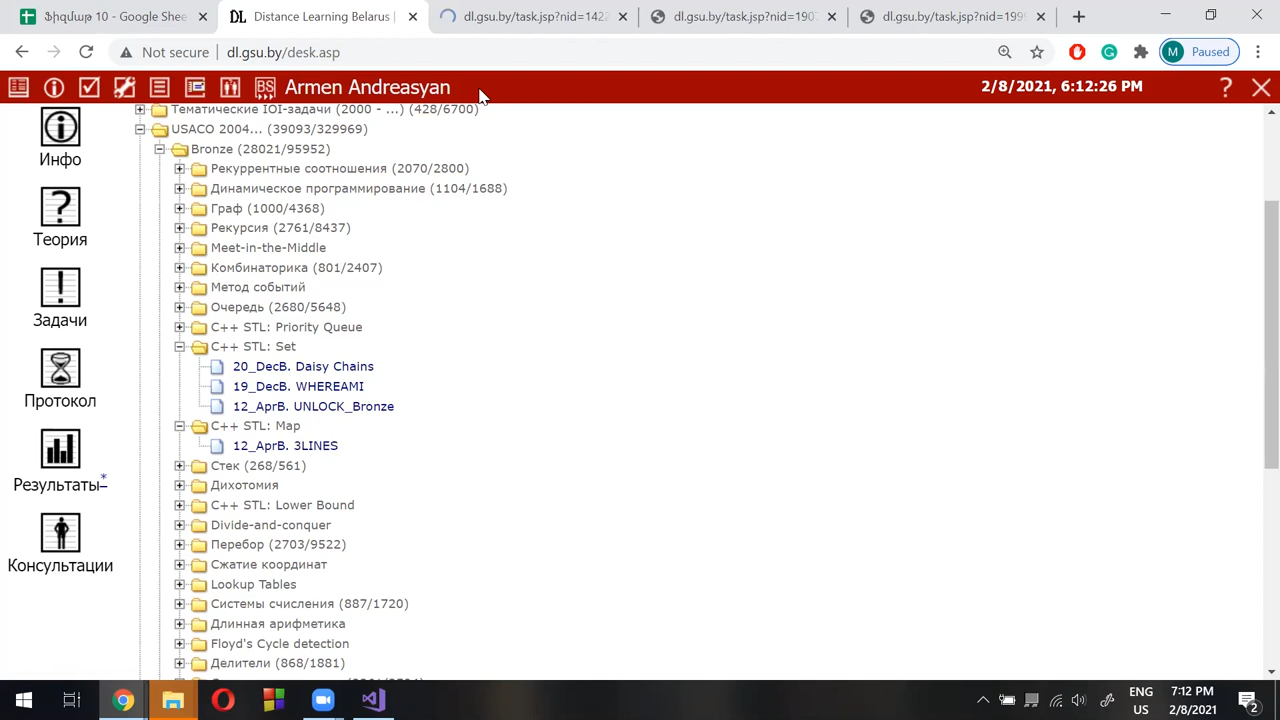 Ֆիպար 10 - Google Shee
DL Distance Learning Belarus |
dl.gsu.by/task.jsp?nid=142
dl.gsu.by/task.jsp?nid=190
dl.gsu.by/task.jsp?nid=199
Not secure dl.gsu.by/desk.asp
M Paused
BS Armen Andreasyan 2/8/2021, 6:12:26 PM ?
Тематические IOI-задачи (2000 - ...) (428/6700)
USACO 2004... (39093/329969)
Bronze (28021/95952)
Инфо
Рекуррентные соотношения (2070/2800)
Динамическое программирование (1104/1688)
Граф (1000/4368)
Рекурсия (2761/8437)
Теория
Meet-in-the-Middle
Комбинаторика (801/2407)
Метод событий
Очередь (2680/5648)
Задачи
C++ STL: Priority Queue
C++ STL: Set
20_DecB. Daisy Chains
19_DecB. WHEREAMI
Протокол
12_AprB. UNLOCK_Bronze
C++ STL: Map
12_AprB. 3LINES
Стек (268/561)
Результаты*
Дихотомия
C++ STL: Lower Bound
Divide-and-conquer
Перебор (2703/9522)
Консультации
Сжатие координат
Lookup Tables
Системы счисления (887/1720)
Длинная арифметика
Floyd's Cycle detection
Делители (868/1881)
ENG
US
7:12 PM
2/8/2021
2